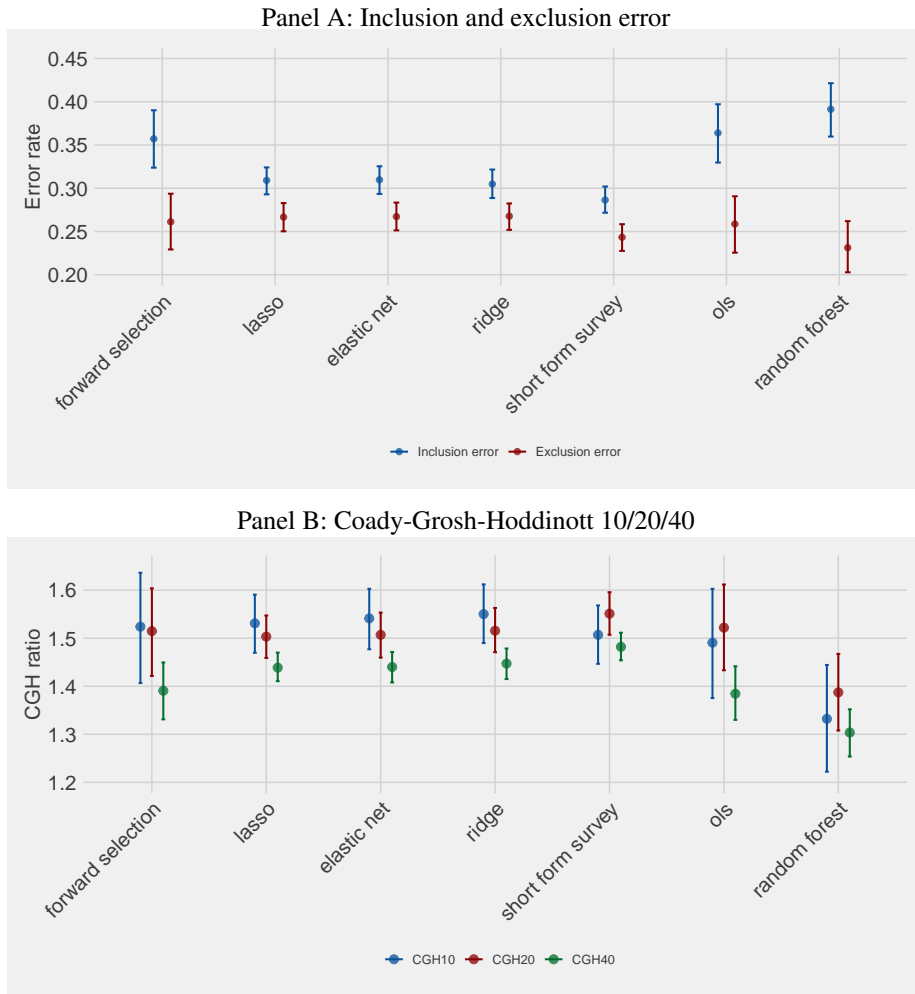 Panel A: Inclusion and exclusion error
0.45
0.40
0.35
0.30
0.25
0.20
Error rate
forward selection
lasso
elastic net
ridge
short form survey
ols
random forest
Inclusion error
Exclusion error
Panel B: Coady-Grosh-Hoddinott 10/20/40
1.6
1.5
1.4
1.3
1.2
CGH ratio
forward selection
lasso
elastic net
ridge
short form survey
ols
random forest
CGH10
CGH20
CGH40